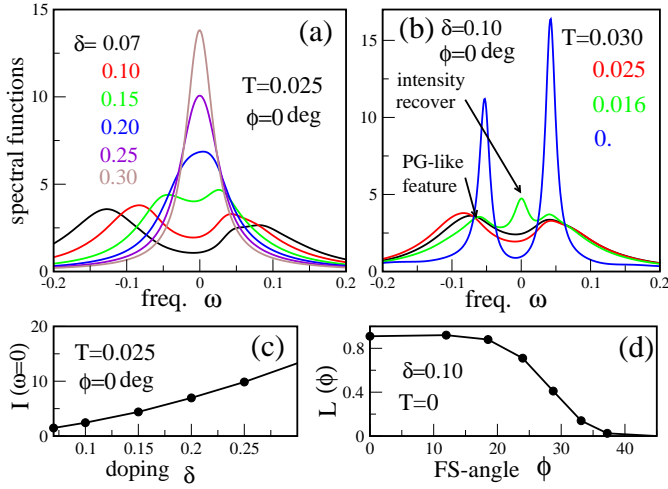 (a)
spectral functions
15
10
5
0
δ= 0.07
0.10
0.15
0.20
0.25
0.30
T=0.025
ϕ=0 deg
-0.2 -0.1 0 0.1 0.2
freq. ω
(b)
15
10
5
0
δ=0.10
ϕ=0 deg
intensity
recover
PG-like
feature
T=0.030
0.025
0.016
0.
-0.2 -0.1 0 0.1 0.2
freq. ω
(c)
I (ω=0)
20
10
0
T=0.025
ϕ=0 deg
0.1 0.15 0.2 0.25
doping δ
(d)
L (ϕ)
0.8
0.4
0
δ=0.10
T=0
0 10 20 30 40
FS-angle ϕ